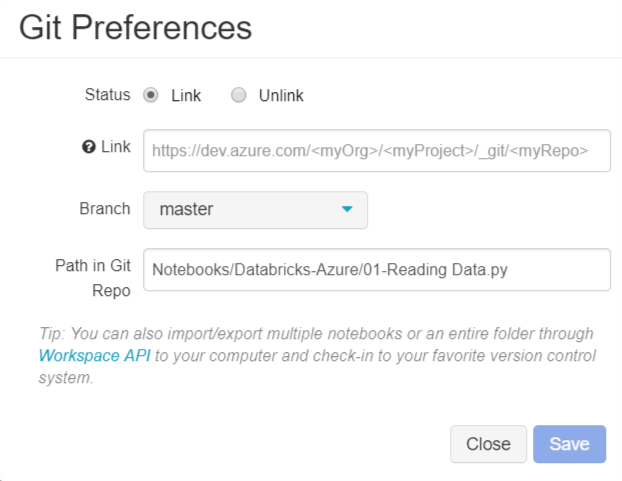 Git Preferences
Status Link Unlink
Link https://dev.azure.com/<myOrg>/<myProject>/_git/<myRepo>
Branch master
Path in Git Repo Notebooks/Databricks-Azure/01-Reading Data.py
Tip: You can also import/export multiple notebooks or an entire folder through
Workspace API to your computer and check-in to your favorite version control
system.
Close Save